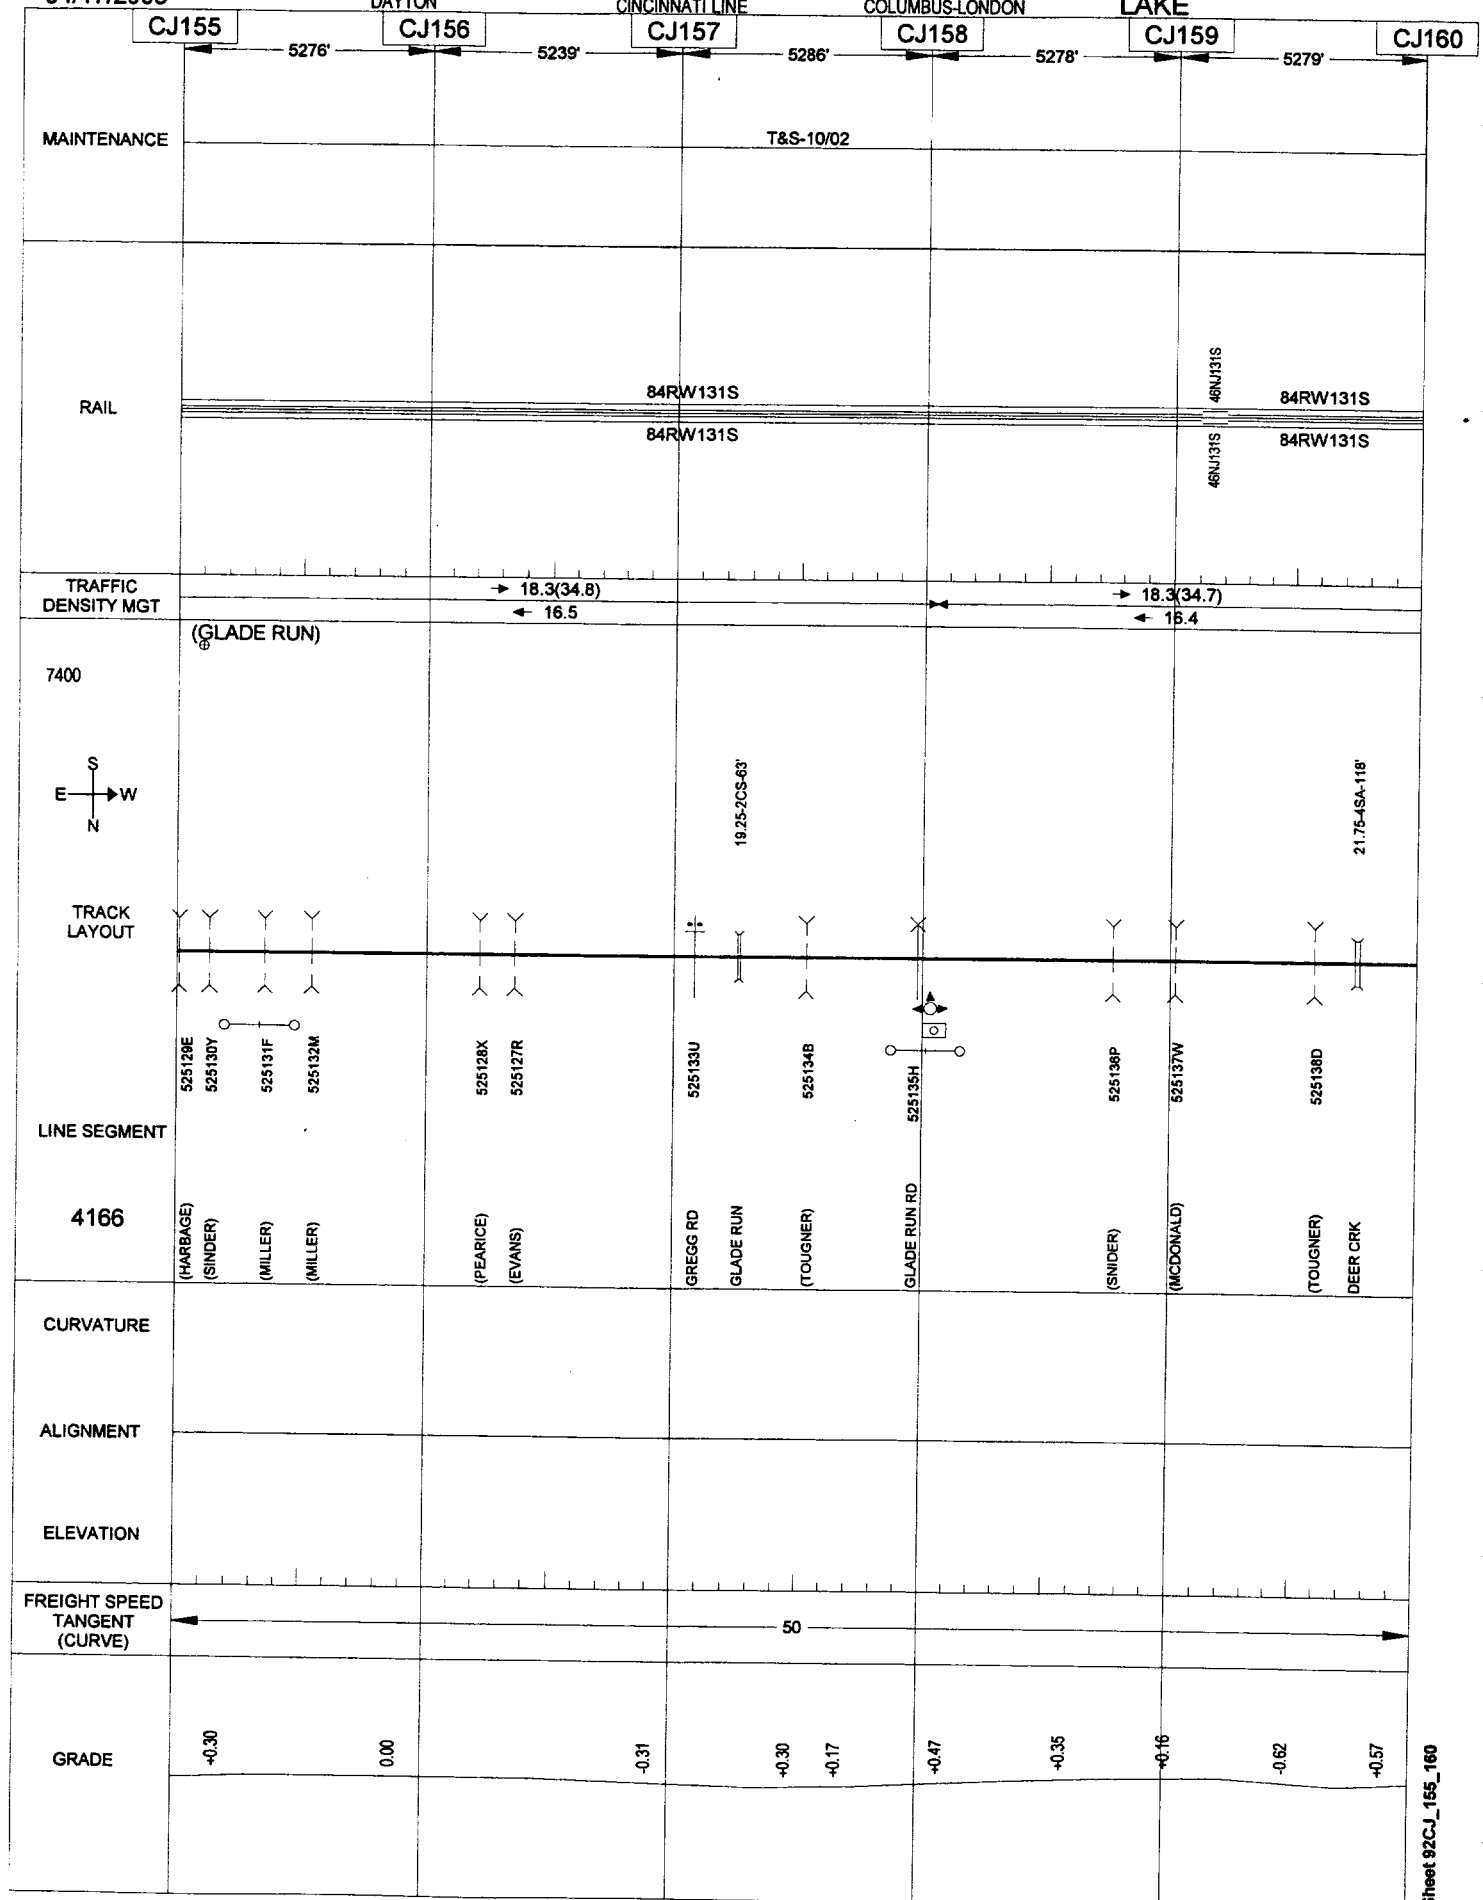 DAYTON CINCINNATI LINE COLUMBUS-LONDON LAKE
CJ155 CJ156 CJ157 CJ158 CJ159 CJ160
5276' 5239' 5286' 5278' 5279'
MAINTENANCE T&S-10/02
RAIL
84RW131S 46NJ131S 84RW131S
84RW131S 46NJ131S 84RW131S
TRAFFIC
DENSITY MGT
18.3(34.8) 18.3(34.7)
16.5 16.4
(GLADE RUN)
7400
S
E W
N
19.25-2CS-63' 21.75-4SA-118'
TRACK
LAYOUT
525129E 525130Y 525131F 525132M 525128X 525127R 525133U 525134B 525135H 525136P 525137W 525138D
LINE SEGMENT
4166
(HARBAGE) (SINDER) (MILLER) (MILLER) (PEARICE) (EVANS) GREGG RD GLADE RUN (TOUGNER) GLADE RUN RD (SNIDER) (MCDONALD) (TOUGNER) DEER CRK
CURVATURE
ALIGNMENT
ELEVATION
FREIGHT SPEED
TANGENT
(CURVE)
50
GRADE
+0.30 0.00 -0.31 +0.30 +0.17 +0.47 +0.35 +0.16 -0.62 +0.57
Sheet 92CJ_155_160